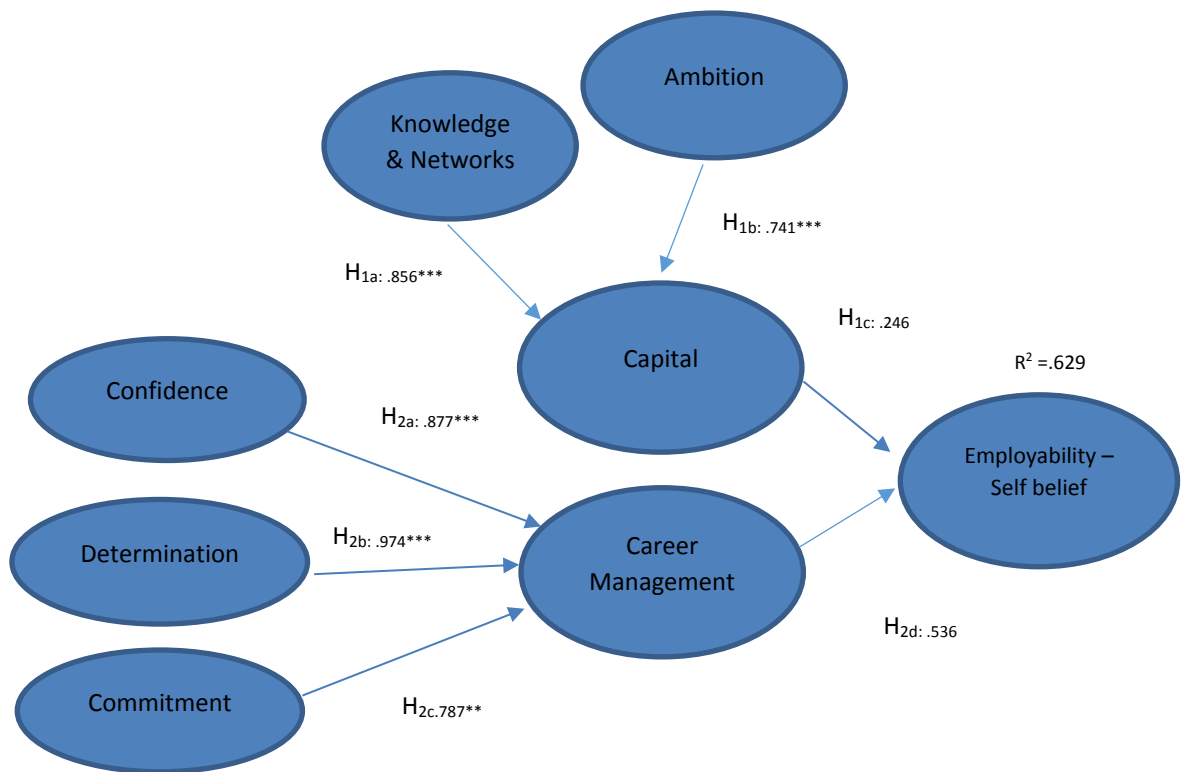 Ambition
Knowledge
& Networks
H1b: .741***
H1a: .856***
H1c: .246
Capital
R² =.629
Confidence
H2a: .877***
Employability –
Self belief
Determination
H2b: .974***
Career
Management
H2d: .536
Commitment
H2c.787**